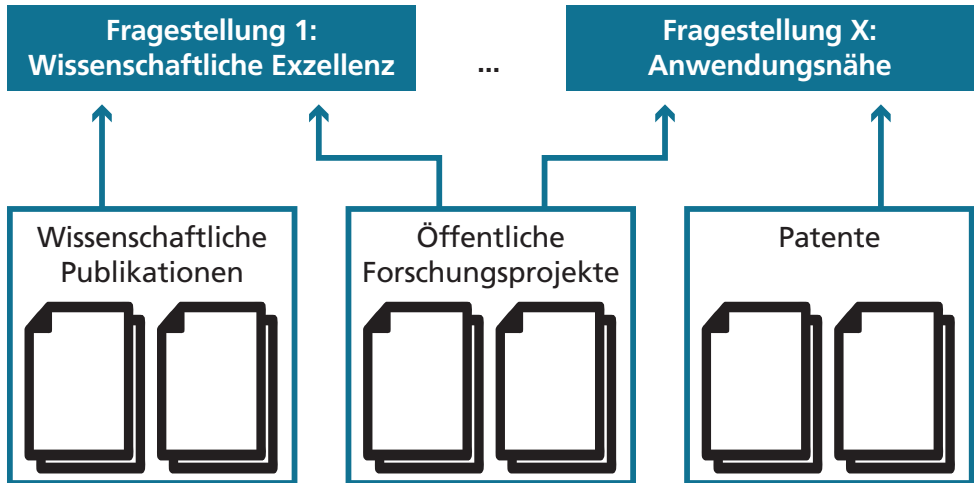 Fragestellung 1:
Wissenschaftliche Exzellenz
...
Fragestellung X:
Anwendungsnähe
Wissenschaftliche
Publikationen
Öffentliche
Forschungsprojekte
Patente